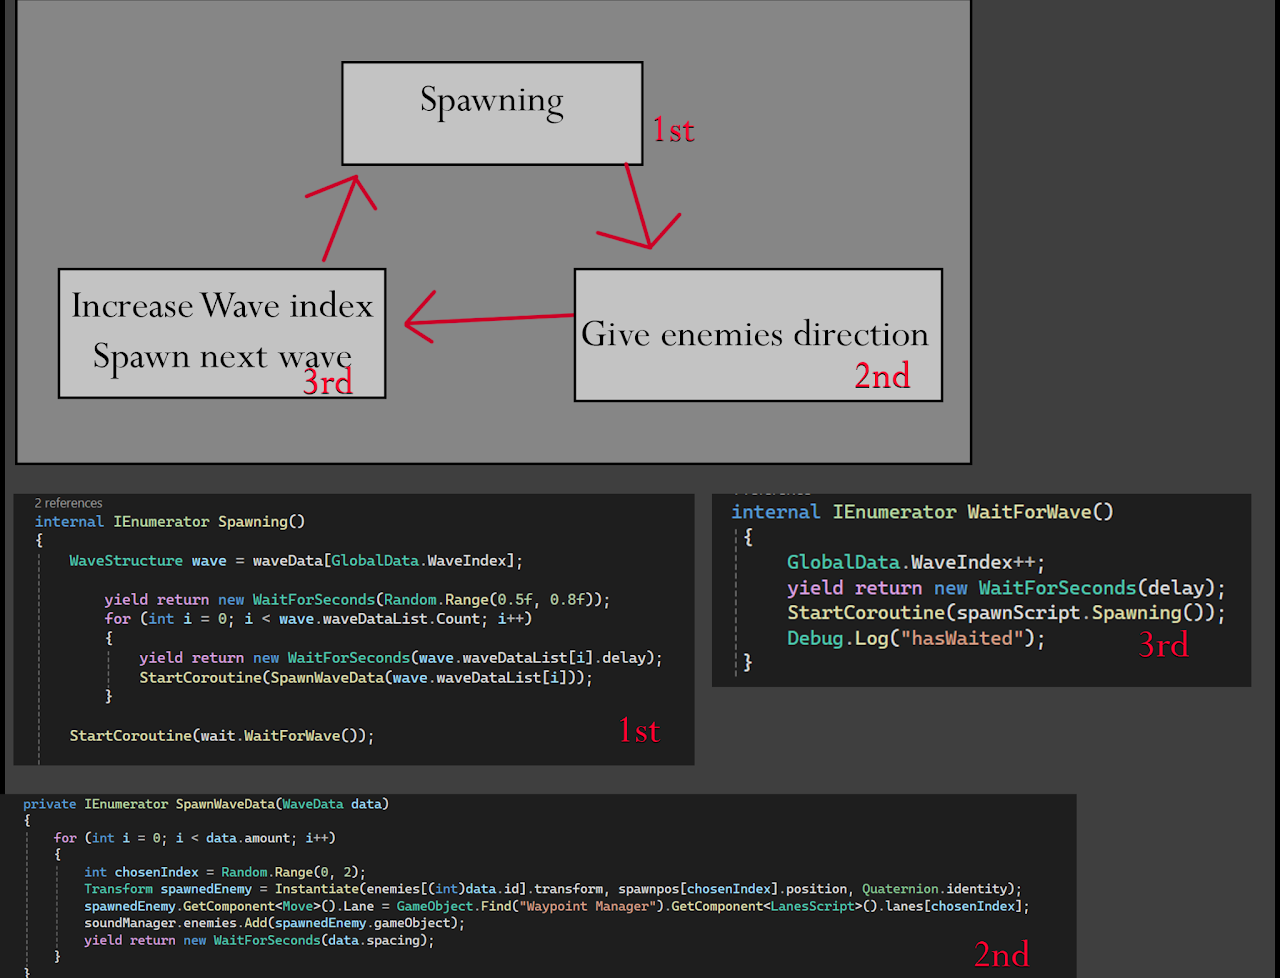 Spawning
1st
Increase Wave index
Spawn next wave
3rd
Give enemies direction
2nd
2 references
internal IEnumerator Spawning()
{
WaveStructure wave = waveData[GlobalData.WaveIndex];
yield return new WaitForSeconds(Random.Range(0.5f, 0.8f));
for (int i = 0; i < wave.waveDataList.Count; i++)
{
yield return new WaitForSeconds(wave.waveDataList[i].delay);
StartCoroutine(SpawnWaveData(wave.waveDataList[i]));
}
StartCoroutine(wait.WaitForWave());
1st
internal IEnumerator WaitForWave()
{
GlobalData.WaveIndex++;
yield return new WaitForSeconds(delay);
StartCoroutine(spawnScript.Spawning());
Debug.Log("hasWaited");
}
3rd
private IEnumerator SpawnWaveData(WaveData data)
{
for (int i = 0; i < data.amount; i++)
{
int chosenIndex = Random.Range(0, 2);
Transform spawnedEnemy = Instantiate(enemies[(int)data.id].transform, spawnpos[chosenIndex].position, Quaternion.identity);
spawnedEnemy.GetComponent<Move>().Lane = GameObject.Find("Waypoint Manager").GetComponent<LanesScript>().lanes[chosenIndex];
soundManager.enemies.Add(spawnedEnemy.gameObject);
yield return new WaitForSeconds(data.spacing);
}
}
2nd